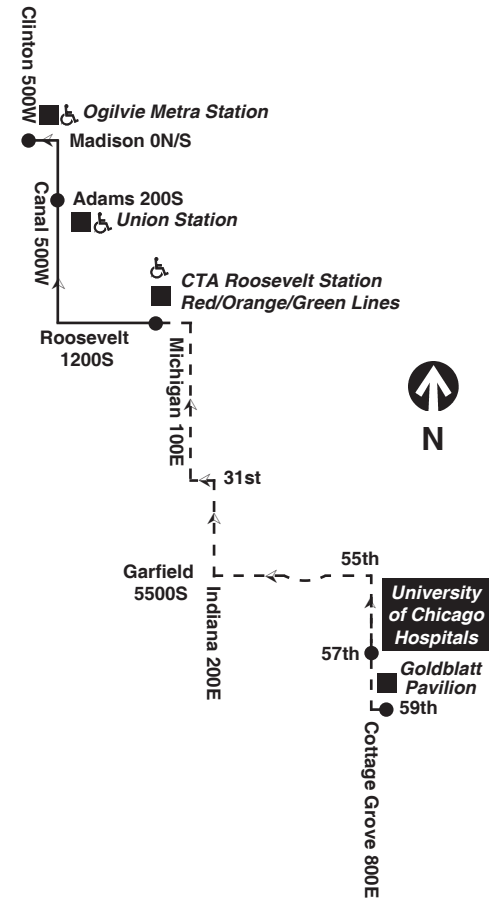 Clinton 500W
Ogilvie Metra Station
Madison 0N/S
Canal 500W
Adams 200S
Union Station
CTA Roosevelt Station
Red/Orange/Green Lines
Roosevelt
1200S
Michigan 100E
N
31st
Garfield
5500S
Indiana 200E
55th
University
of Chicago
Hospitals
57th
Goldblatt
Pavilion
59th
Cottage Grove 800E